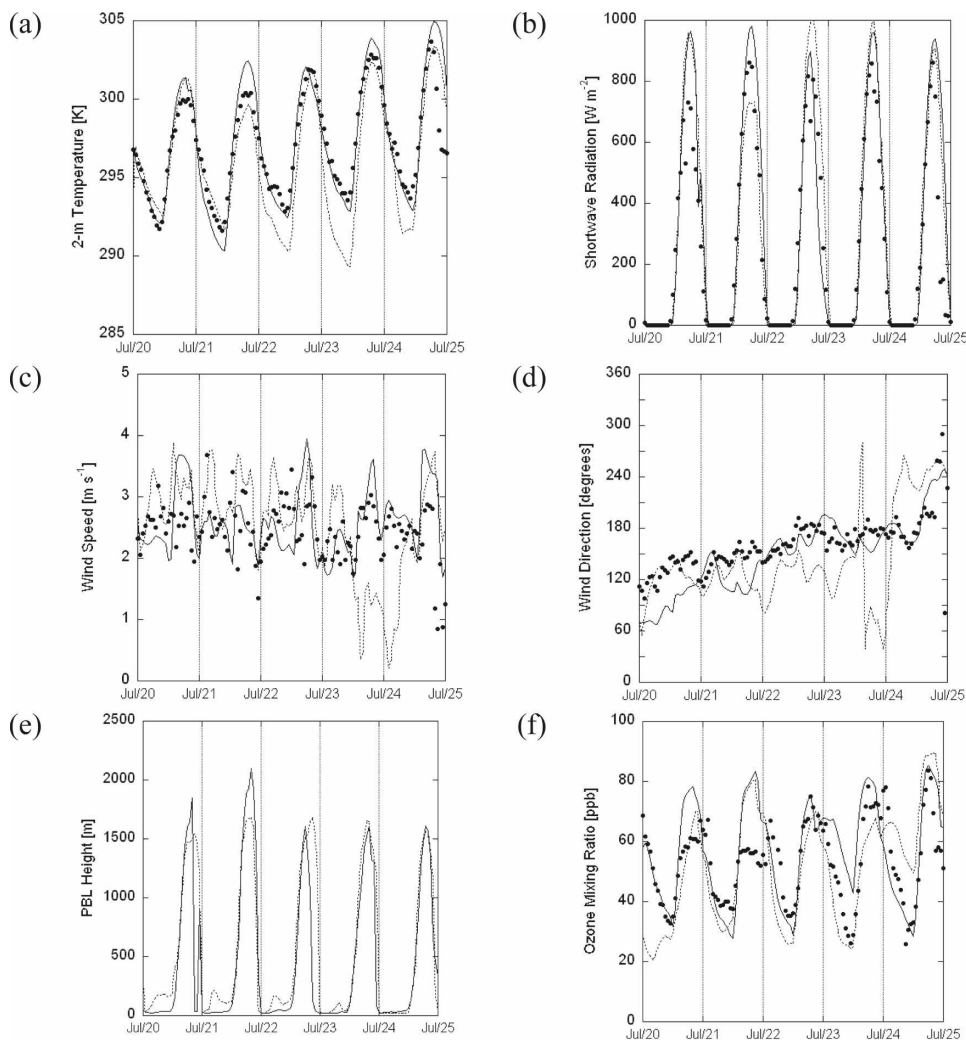 (a)
305
300
295
290
285
2-m Temperature [K]
Jul/20 Jul/21 Jul/22 Jul/23 Jul/24 Jul/25
(b)
1000
800
600
400
200
0
Shortwave Radiation [W m-2]
Jul/20 Jul/21 Jul/22 Jul/23 Jul/24 Jul/25
(c)
5
4
3
2
1
0
Wind Speed [m s-1]
Jul/20 Jul/21 Jul/22 Jul/23 Jul/24 Jul/25
(d)
360
300
240
180
120
60
0
Wind Direction [degrees]
Jul/20 Jul/21 Jul/22 Jul/23 Jul/24 Jul/25
(e)
2500
2000
1500
1000
500
0
PBL Height [m]
Jul/20 Jul/21 Jul/22 Jul/23 Jul/24 Jul/25
(f)
100
80
60
40
20
0
Ozone Mixing Ratio [ppb]
Jul/20 Jul/21 Jul/22 Jul/23 Jul/24 Jul/25